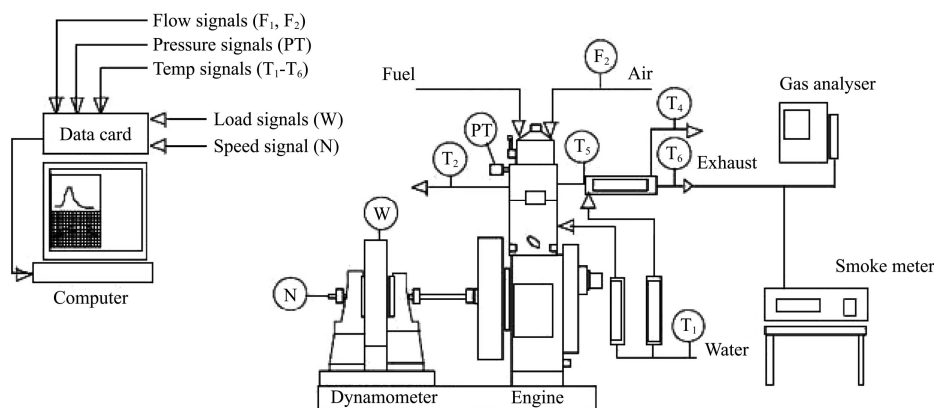 Flow signals (F₁, F₂)
Pressure signals (PT)
Temp signals (T₁-T₆)
Data card
Load signals (W)
Speed signal (N)
Computer
Fuel
F₂
Air
T₄
Gas analyser
PT
T₂
T₅
T₆
Exhaust
W
N
Smoke meter
T₁
Water
Dynamometer
Engine